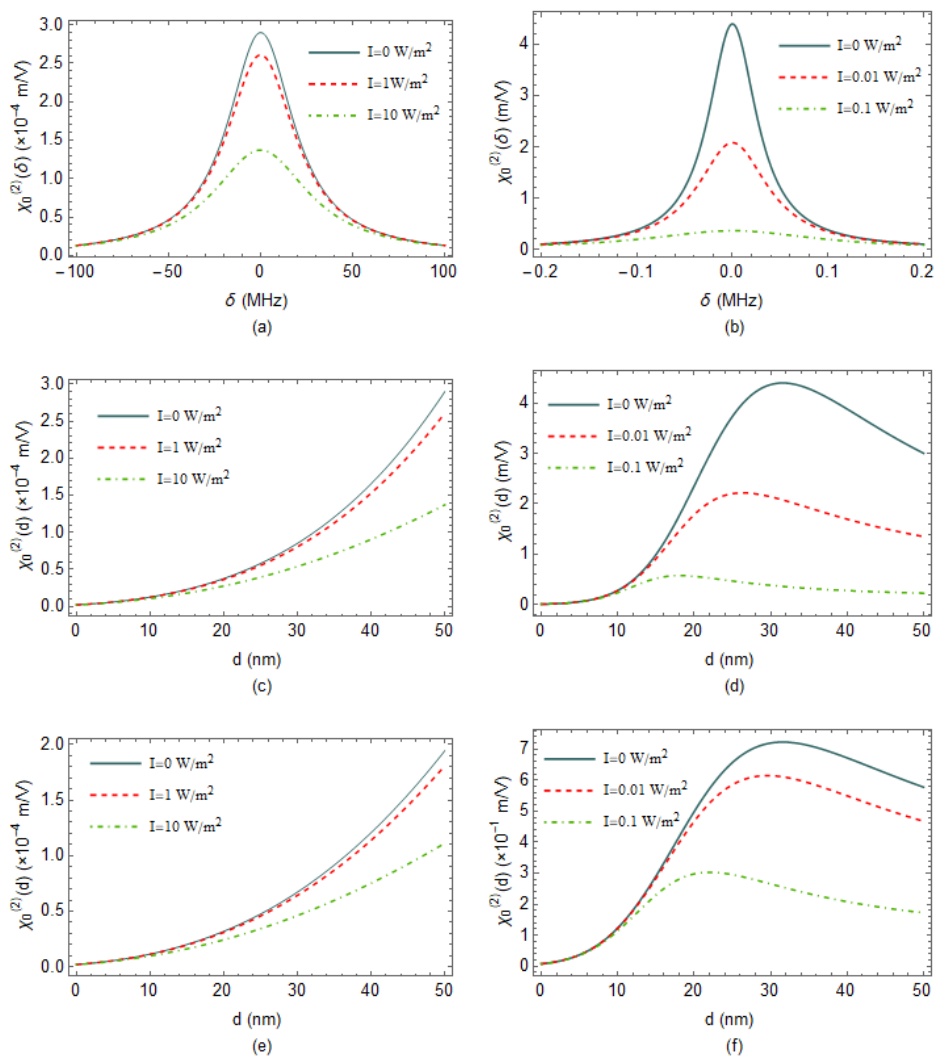 3.0
2.5
2.0
1.5
1.0
0.5
0.0
χ₀⁽²⁾(δ) (×10⁻⁴ m/V)
I=0 W/m²
I=1W/m²
I=10 W/m²
−100 −50 0 50 100
δ (MHz)
(a)
4
3
2
1
0
χ₀⁽²⁾(δ) (m/V)
I=0 W/m²
I=0.01 W/m²
I=0.1 W/m²
−0.2 −0.1 0.0 0.1 0.2
δ (MHz)
(b)
3.0
2.5
2.0
1.5
1.0
0.5
0.0
χ₀⁽²⁾(d) (×10⁻⁴ m/V)
I=0 W/m²
I=1 W/m²
I=10 W/m²
0 10 20 30 40 50
d (nm)
(c)
4
3
2
1
0
χ₀⁽²⁾(d) (m/V)
I=0 W/m²
I=0.01 W/m²
I=0.1 W/m²
0 10 20 30 40 50
d (nm)
(d)
2.0
1.5
1.0
0.5
0.0
χ₀⁽²⁾(d) (×10⁻⁴ m/V)
I=0 W/m²
I=1 W/m²
I=10 W/m²
0 10 20 30 40 50
d (nm)
(e)
7
6
5
4
3
2
1
0
χ₀⁽²⁾(d) (×10⁻¹ m/V)
I=0 W/m²
I=0.01 W/m²
I=0.1 W/m²
0 10 20 30 40 50
d (nm)
(f)